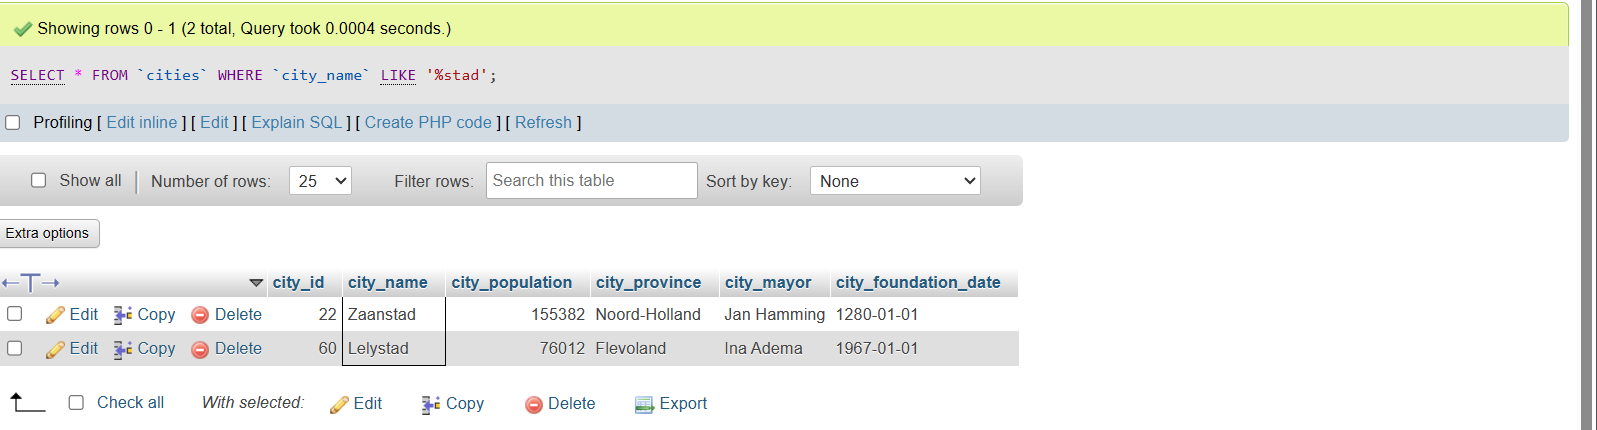 Showing rows 0 - 1 (2 total, Query took 0.0004 seconds.)
SELECT * FROM `cities` WHERE `city_name` LIKE '%stad';
Profiling [ Edit inline ] [ Edit ] [ Explain SQL ] [ Create PHP code ] [ Refresh ]
Show all Number of rows: 25 Filter rows: Search this table Sort by key: None
Extra options
city_id city_name city_population city_province city_mayor city_foundation_date
Edit Copy Delete 22 Zaanstad 155382 Noord-Holland Jan Hamming 1280-01-01
Edit Copy Delete 60 Lelystad 76012 Flevoland Ina Adema 1967-01-01
Check all With selected: Edit Copy Delete Export